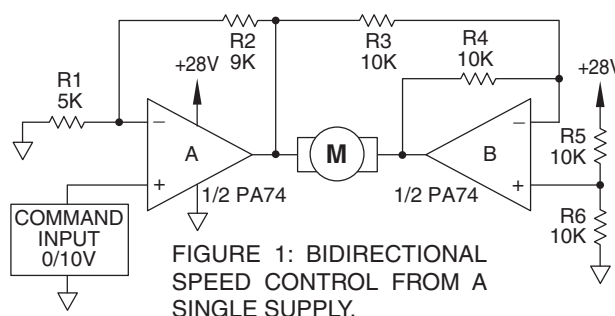 R2
9K
R3
10K
R4
10K
+28V
+28V
R1
5K
−
−
R5
10K
A
M
B
+
+
1/2 PA74
1/2 PA74
R6
10K
COMMAND
INPUT
0/10V
FIGURE 1: BIDIRECTIONAL
SPEED CONTROL FROM A
SINGLE SUPPLY.